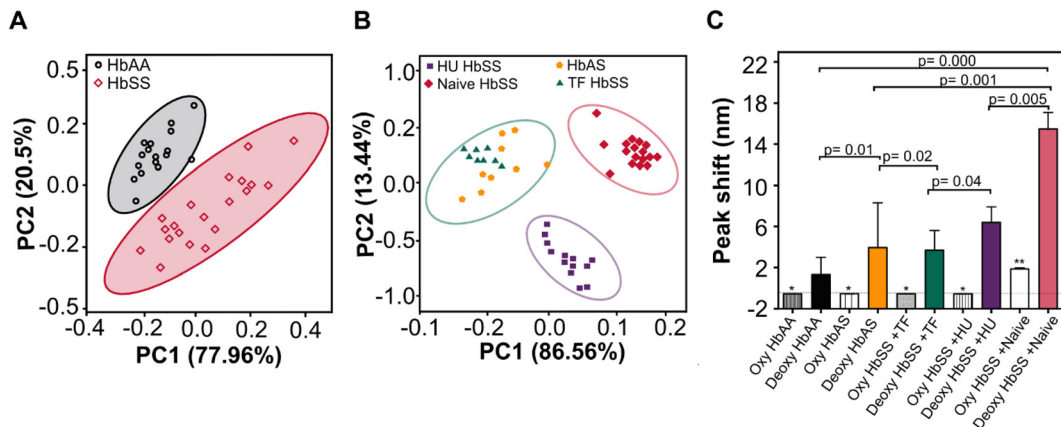 A
0.5
0.2
0.0
-0.2
-0.5
PC2 (20.5%)
HbAA
HbSS
-0.4
-0.2
0.0
0.2
0.4
PC1 (77.96%)
B
1.0
0.2
0.0
-0.5
-1.0
PC2 (13.44%)
HU HbSS
HbAS
Naive HbSS
TF HbSS
-0.1
-0.2
0.0
0.1
0.2
PC1 (86.56%)
C
22
18
14
10
6
2
-2
Peak shift (nm)
p= 0.000
p= 0.001
p= 0.005
p= 0.01
p= 0.02
p= 0.04
*
*
*
*
**
Oxy HbAA
Deoxy HbAA
Oxy HbAS
Deoxy HbAS
Oxy HbSS +TF
Deoxy HbSS +TF
Oxy HbSS +HU
Deoxy HbSS +HU
Oxy HbSS +Naive
Deoxy HbSS +Naive